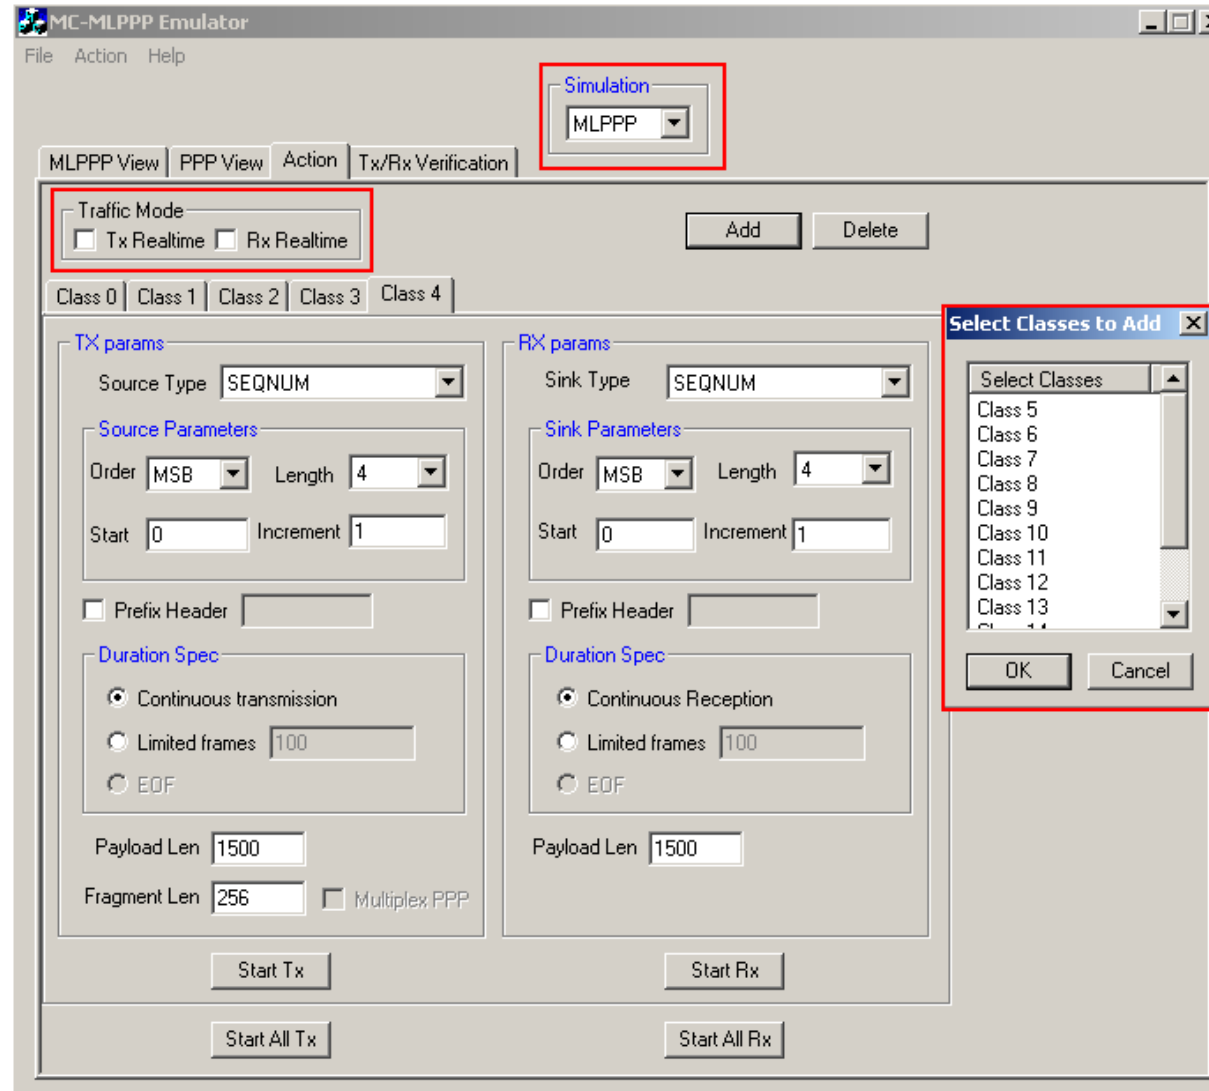 MC-MLPPP Emulator
File Action Help
Simulation
MLPPP
MLPPP View PPP View Action Tx/Rx Verification
Traffic Mode
Tx Realtime Rx Realtime
Add Delete
Class 0 Class 1 Class 2 Class 3 Class 4
TX params
Source Type SEQNUM
Source Parameters
Order MSB Length 4
Start 0 Increment 1
Prefix Header
Duration Spec
Continuous transmission
Limited frames 100
EOF
Payload Len 1500
Fragment Len 256 Multiplex PPP
Start Tx
Start All Tx
RX params
Sink Type SEQNUM
Sink Parameters
Order MSB Length 4
Start 0 Increment 1
Prefix Header
Duration Spec
Continuous Reception
Limited frames 100
EOF
Payload Len 1500
Start Rx
Start All Rx
Select Classes to Add
Select Classes
Class 5
Class 6
Class 7
Class 8
Class 9
Class 10
Class 11
Class 12
Class 13
OK Cancel